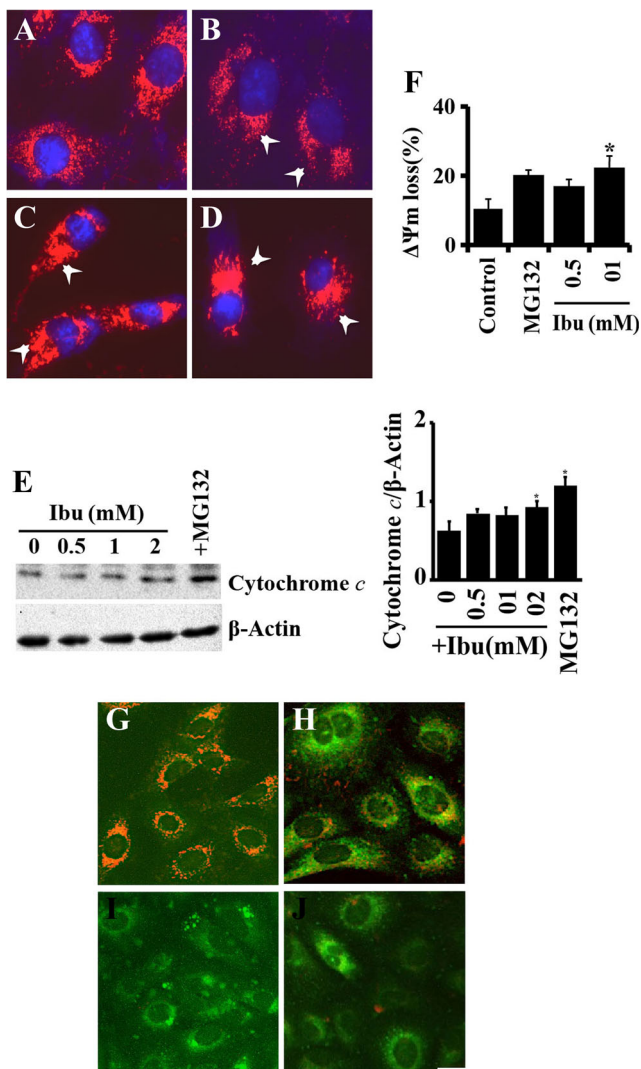 A
B
C
D
F
ΔΨm loss(%)
40
20
0
Control
MG132
0.5
01
*
Ibu (mM)
E
Ibu (mM)
0 0.5 1 2
+MG132
Cytochrome c
β-Actin
Cytochrome c/β-Actin
2
1
0
*
*
0
0.5
01
02
MG132
+Ibu(mM)
G
H
I
J